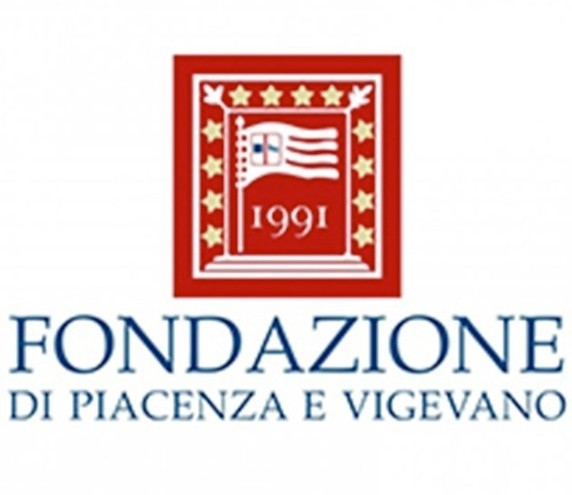 1991
FONDAZIONE
DI PIACENZA E VIGEVANO